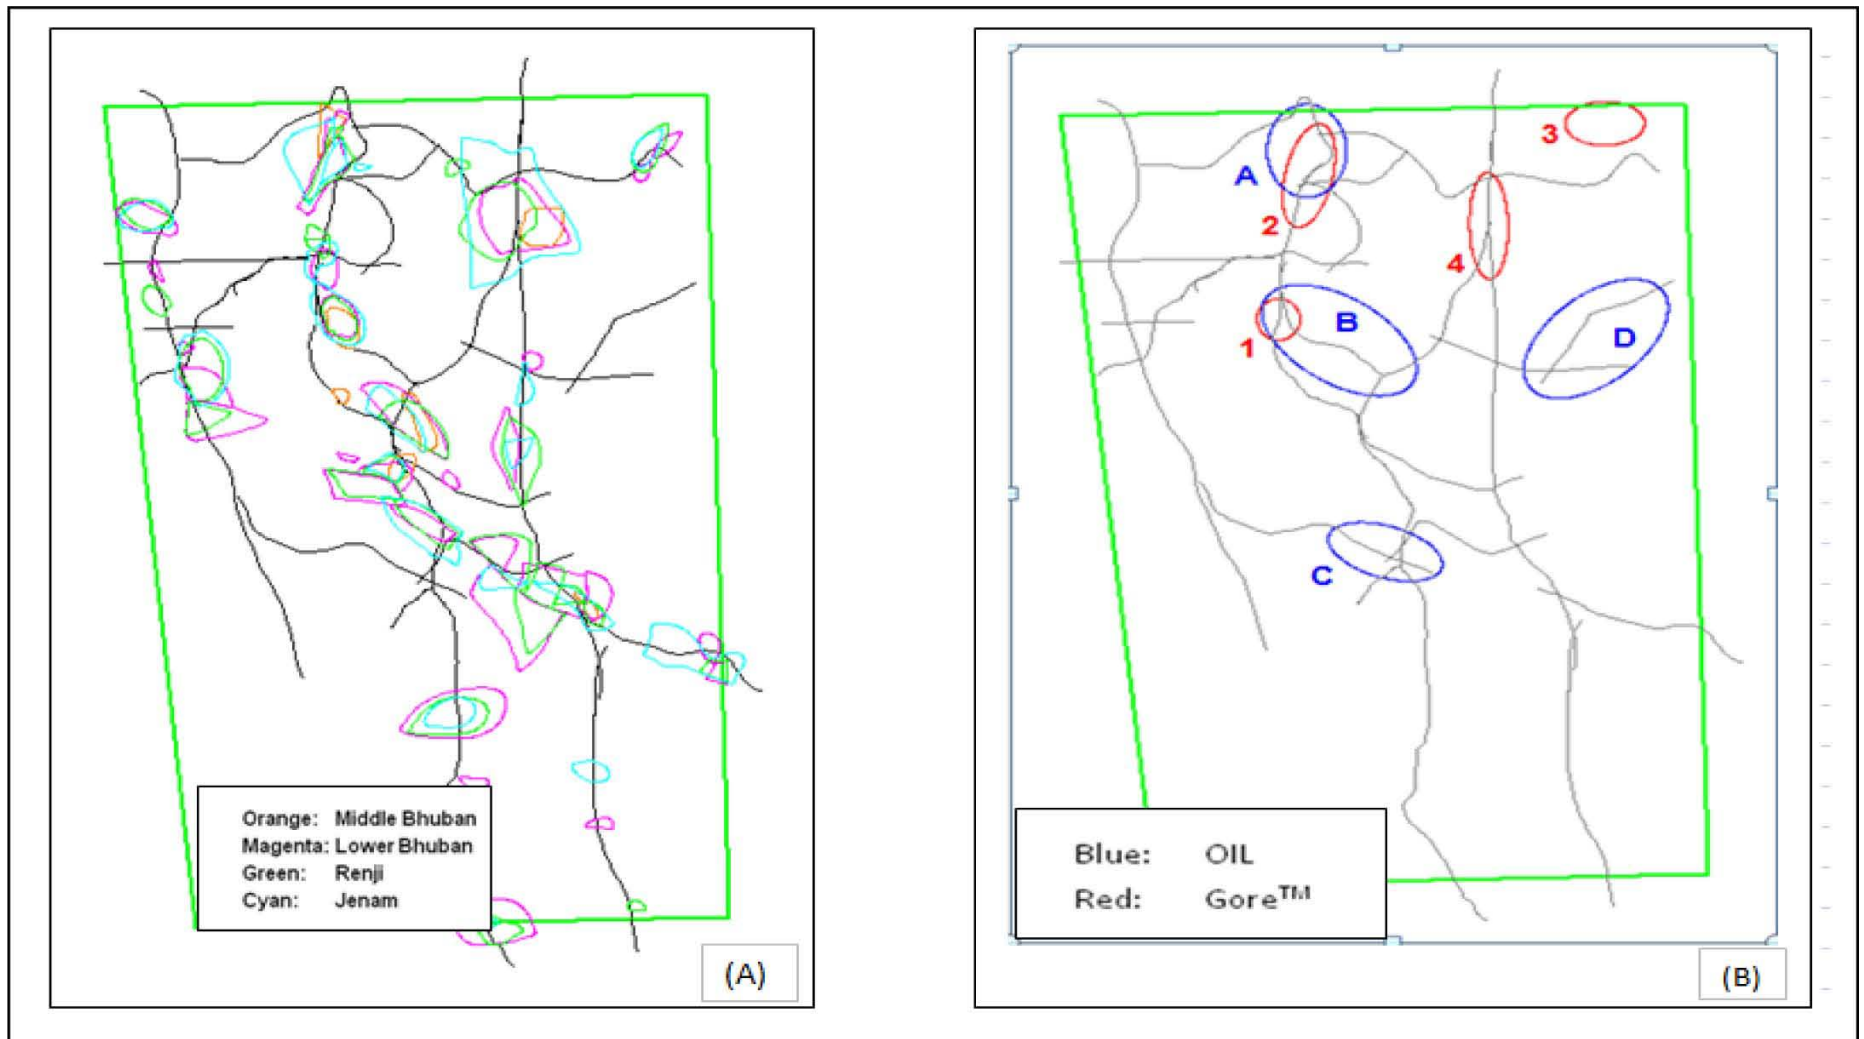 Orange: Middle Bhuban
Magenta: Lower Bhuban
Green: Renji
Cyan: Jenam
(A)
3
A
2
4
B
1
D
C
Blue: OIL
Red: Gore™
(B)